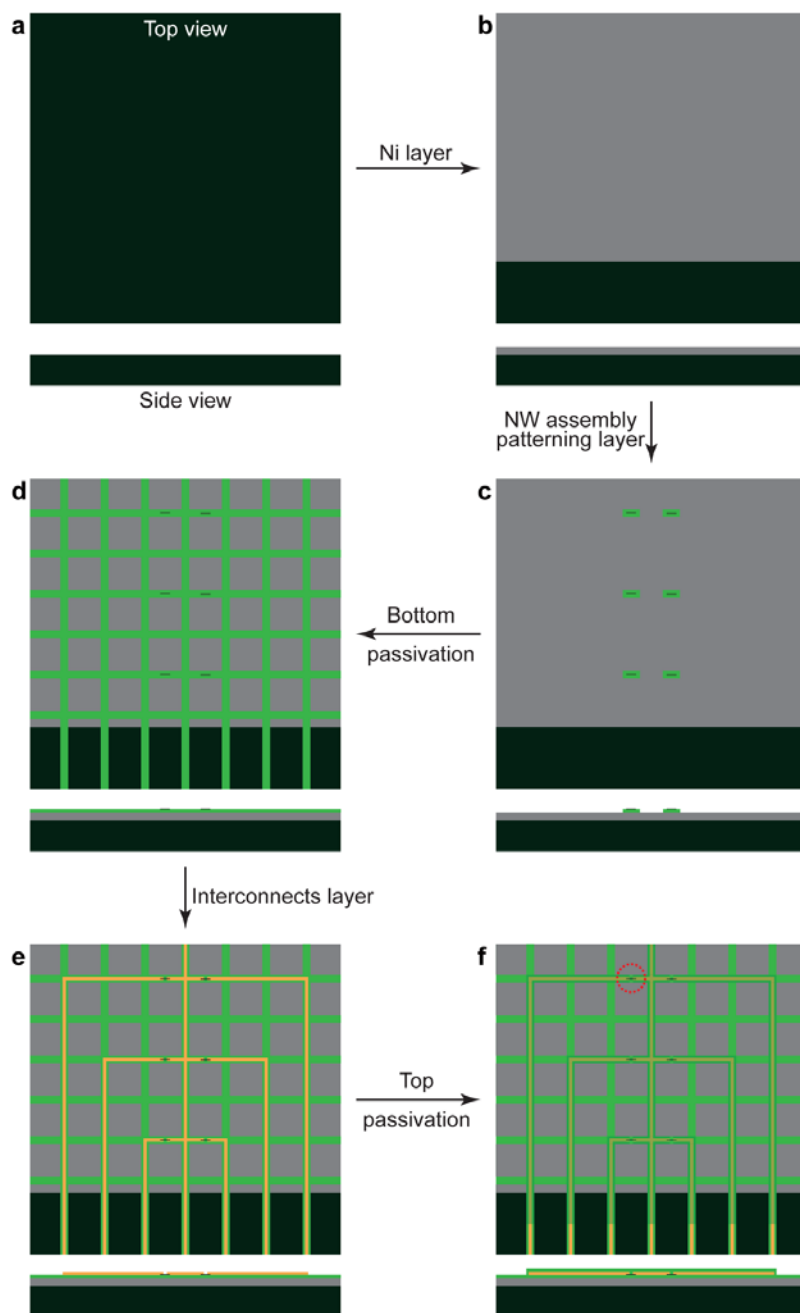 a
Top view
Side view
Ni layer
b
NW assembly
patterning layer
c
Bottom
passivation
d
Interconnects layer
e
Top
passivation
f